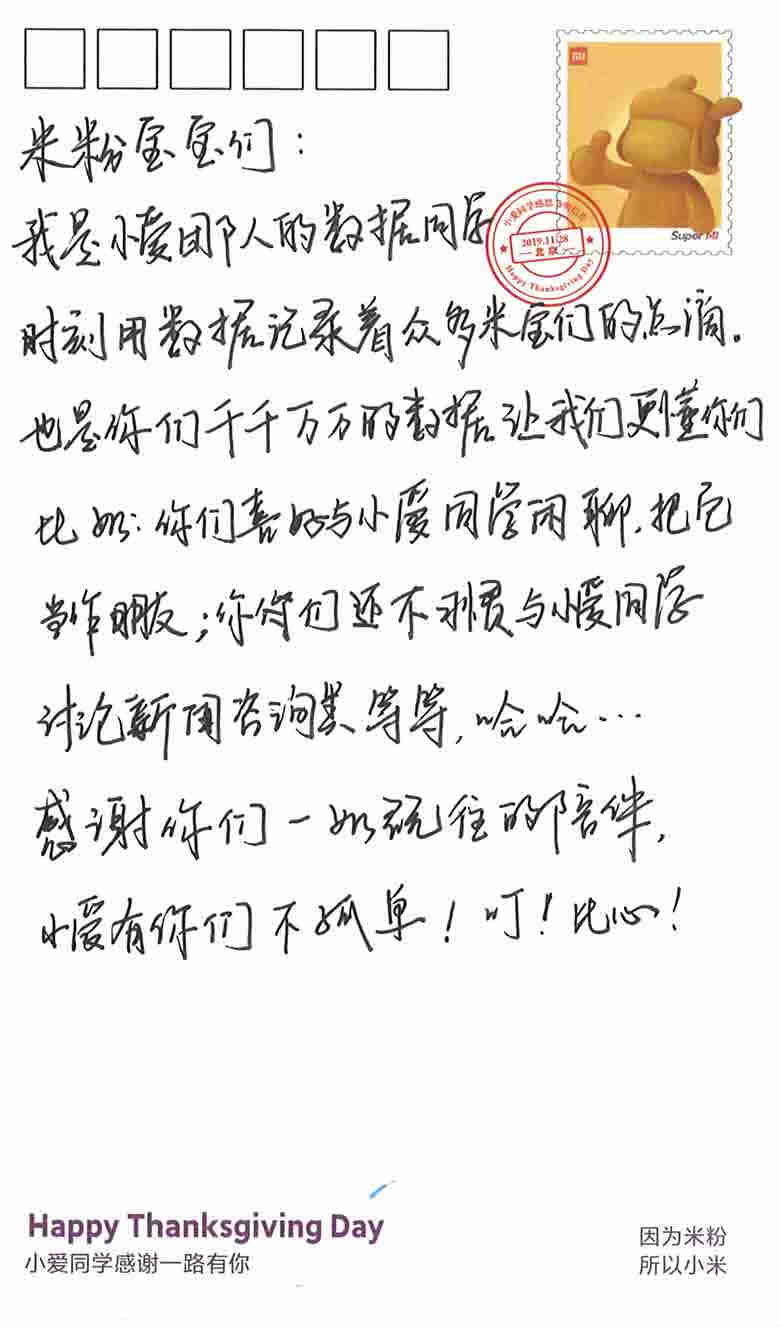 MI
Super MI
小爱同学感恩节明信片
2019.11.28
北京
Happy Thanksgiving Day
米粉宝宝们：
我是小爱团队人的数据同学
时刻用数据记录着众多米宝们的点滴。
也是你们千千万万的数据让我们更懂你们
比如：你们喜好与小爱同学闲聊，把它
当作朋友；你们还不习惯与小爱同学
讨论新闻咨询类等等，哈哈…
感谢你们一如既往的陪伴，
小爱有你们不孤单！叮！比心！
Happy Thanksgiving Day
小爱同学感谢一路有你
因为米粉
所以小米